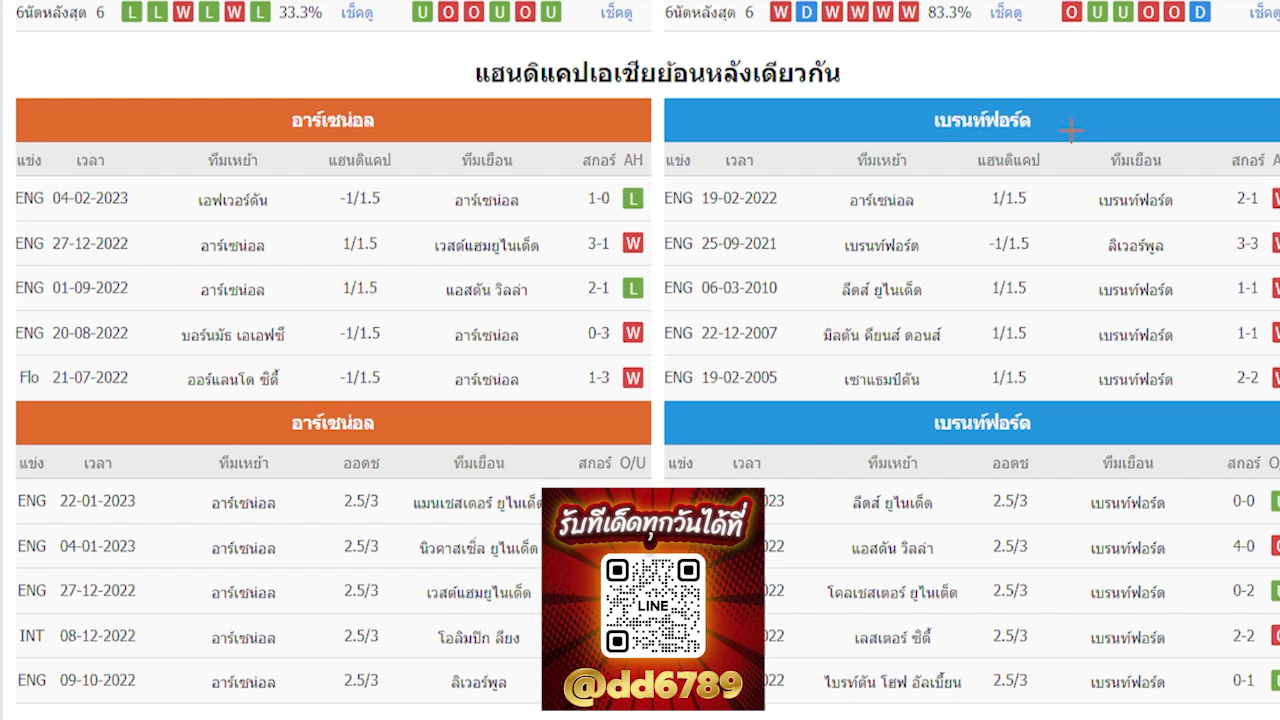 6นัดหลังสุด 6 L L W L W L 33.3% เช็คดู U O O U O U เช็คดู
6นัดหลังสุด 6 W D W W W W 83.3% เช็คดู O U U O O D เช็คดู
แฮนดิแคปเอเชียย้อนหลังเดียวกัน
อาร์เซน่อล
แข่ง เวลา ทีมเหย้า แฮนดิแคป ทีมเยือน สกอร์ AH
ENG 04-02-2023 เอฟเวอร์ตัน -1/1.5 อาร์เซน่อล 1-0 L
ENG 27-12-2022 อาร์เซน่อล 1/1.5 เวสต์แฮมยูไนเต็ด 3-1 W
ENG 01-09-2022 อาร์เซน่อล 1/1.5 แอสตัน วิลล่า 2-1 L
ENG 20-08-2022 บอร์นมัธ เอเอฟซี -1/1.5 อาร์เซน่อล 0-3 W
Flo 21-07-2022 ออร์แลนโด ซิตี้ -1/1.5 อาร์เซน่อล 1-3 W
เบรนท์ฟอร์ด
แข่ง เวลา ทีมเหย้า แฮนดิแคป ทีมเยือน สกอร์
ENG 19-02-2022 อาร์เซน่อล 1/1.5 เบรนท์ฟอร์ด 2-1 W
ENG 25-09-2021 เบรนท์ฟอร์ด -1/1.5 ลิเวอร์พูล 3-3 W
ENG 06-03-2010 ลีดส์ ยูไนเต็ด 1/1.5 เบรนท์ฟอร์ด 1-1 W
ENG 22-12-2007 มิลตัน คียนส์ ดอนส์ 1/1.5 เบรนท์ฟอร์ด 1-1 W
ENG 19-02-2005 เซาแธมป์ตัน 1/1.5 เบรนท์ฟอร์ด 2-2 W
อาร์เซน่อล
แข่ง เวลา ทีมเหย้า ออดซ ทีมเยือน สกอร์ O/U
ENG 22-01-2023 อาร์เซน่อล 2.5/3 แมนเชสเตอร์ ยูไนเต็ด
ENG 04-01-2023 อาร์เซน่อล 2.5/3 นิวคาสเซิ่ล ยูไนเต็ด
ENG 27-12-2022 อาร์เซน่อล 2.5/3 เวสต์แฮมยูไนเต็ด
INT 08-12-2022 อาร์เซน่อล 2.5/3 โอลิมปิก ลียง
ENG 09-10-2022 อาร์เซน่อล 2.5/3 ลิเวอร์พูล
เบรนท์ฟอร์ด
แข่ง เวลา ทีมเหย้า ออดซ ทีมเยือน สกอร์
023 ลีดส์ ยูไนเต็ด 2.5/3 เบรนท์ฟอร์ด 0-0
022 แอสตัน วิลล่า 2.5/3 เบรนท์ฟอร์ด 4-0
022 โคลเชสเตอร์ ยูไนเต็ด 2.5/3 เบรนท์ฟอร์ด 0-2
022 เลสเตอร์ ซิตี้ 2.5/3 เบรนท์ฟอร์ด 2-2
022 ไบรท์ตัน โฮฟ อัลเบี้ยน 2.5/3 เบรนท์ฟอร์ด 0-1
รับทีเด็ดทุกวันได้ที่
LINE
@dd6789